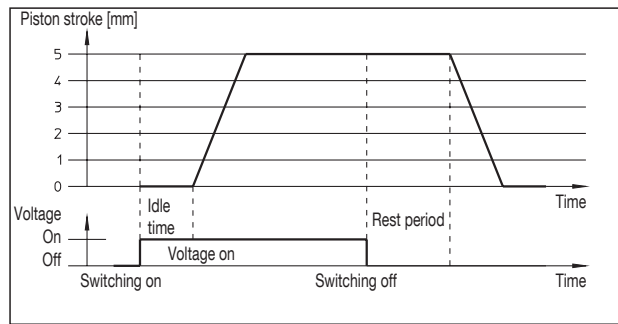 Piston stroke [mm]
5
4
3
2
1
0
Time
Idle
time
Rest period
Voltage
On
Off
Voltage on
Switching on
Switching off
Time